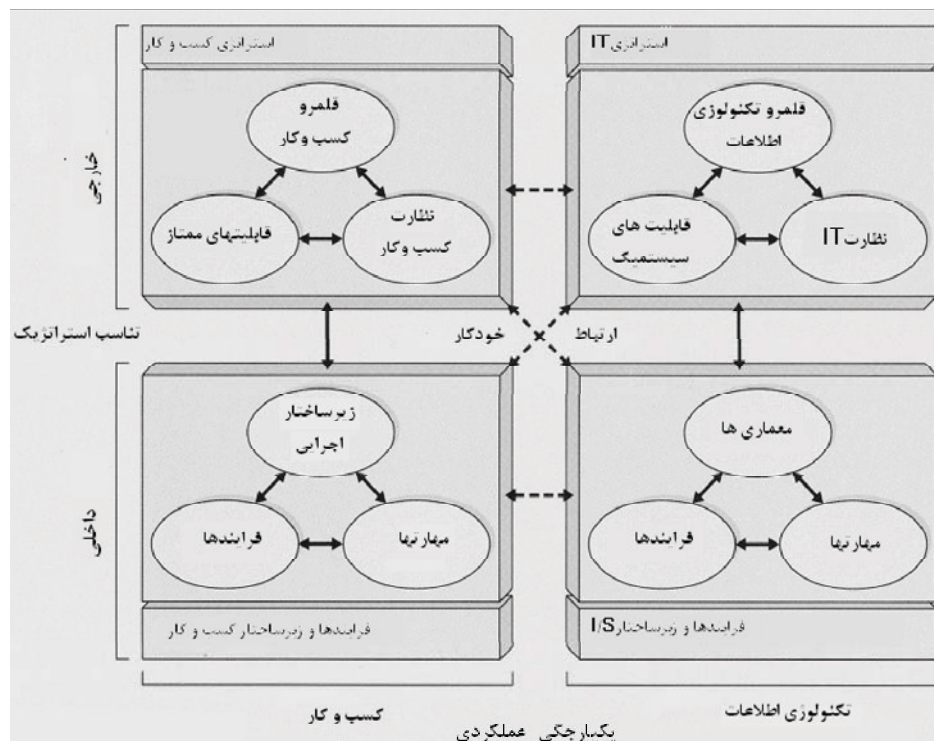 استراتژی کسب و کار
استراتژی IT
قلمرو
کسب وکار
قابلیتهای ممتاز
نظارت
کسب وکار
قلمرو تکنولوژی
اطلاعات
قابلیت های
سیستمیک
نظارت IT
خارجی
تناسب استراتژیک
خودکار
ارتباط
زیرساختار
اجرایی
فرایندها
مهارتها
معماری ها
فرایندها
مهارتها
داخلی
فرایندها و زیرساختار کسب و کار
فرایندها و زیرساختار I/S
کسب و کار
تکنولوژی اطلاعات
یکپارچگی عملکردی